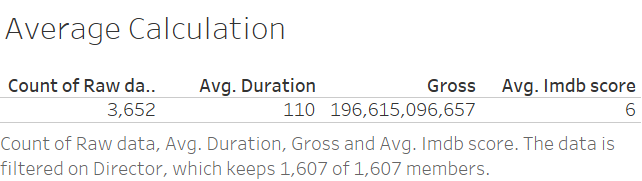 Average Calculation
Count of Raw da.. Avg. Duration Gross Avg. Imdb score
3,652 110 196,615,096,657 6
Count of Raw data, Avg. Duration, Gross and Avg. Imdb score. The data is
filtered on Director, which keeps 1,607 of 1,607 members.